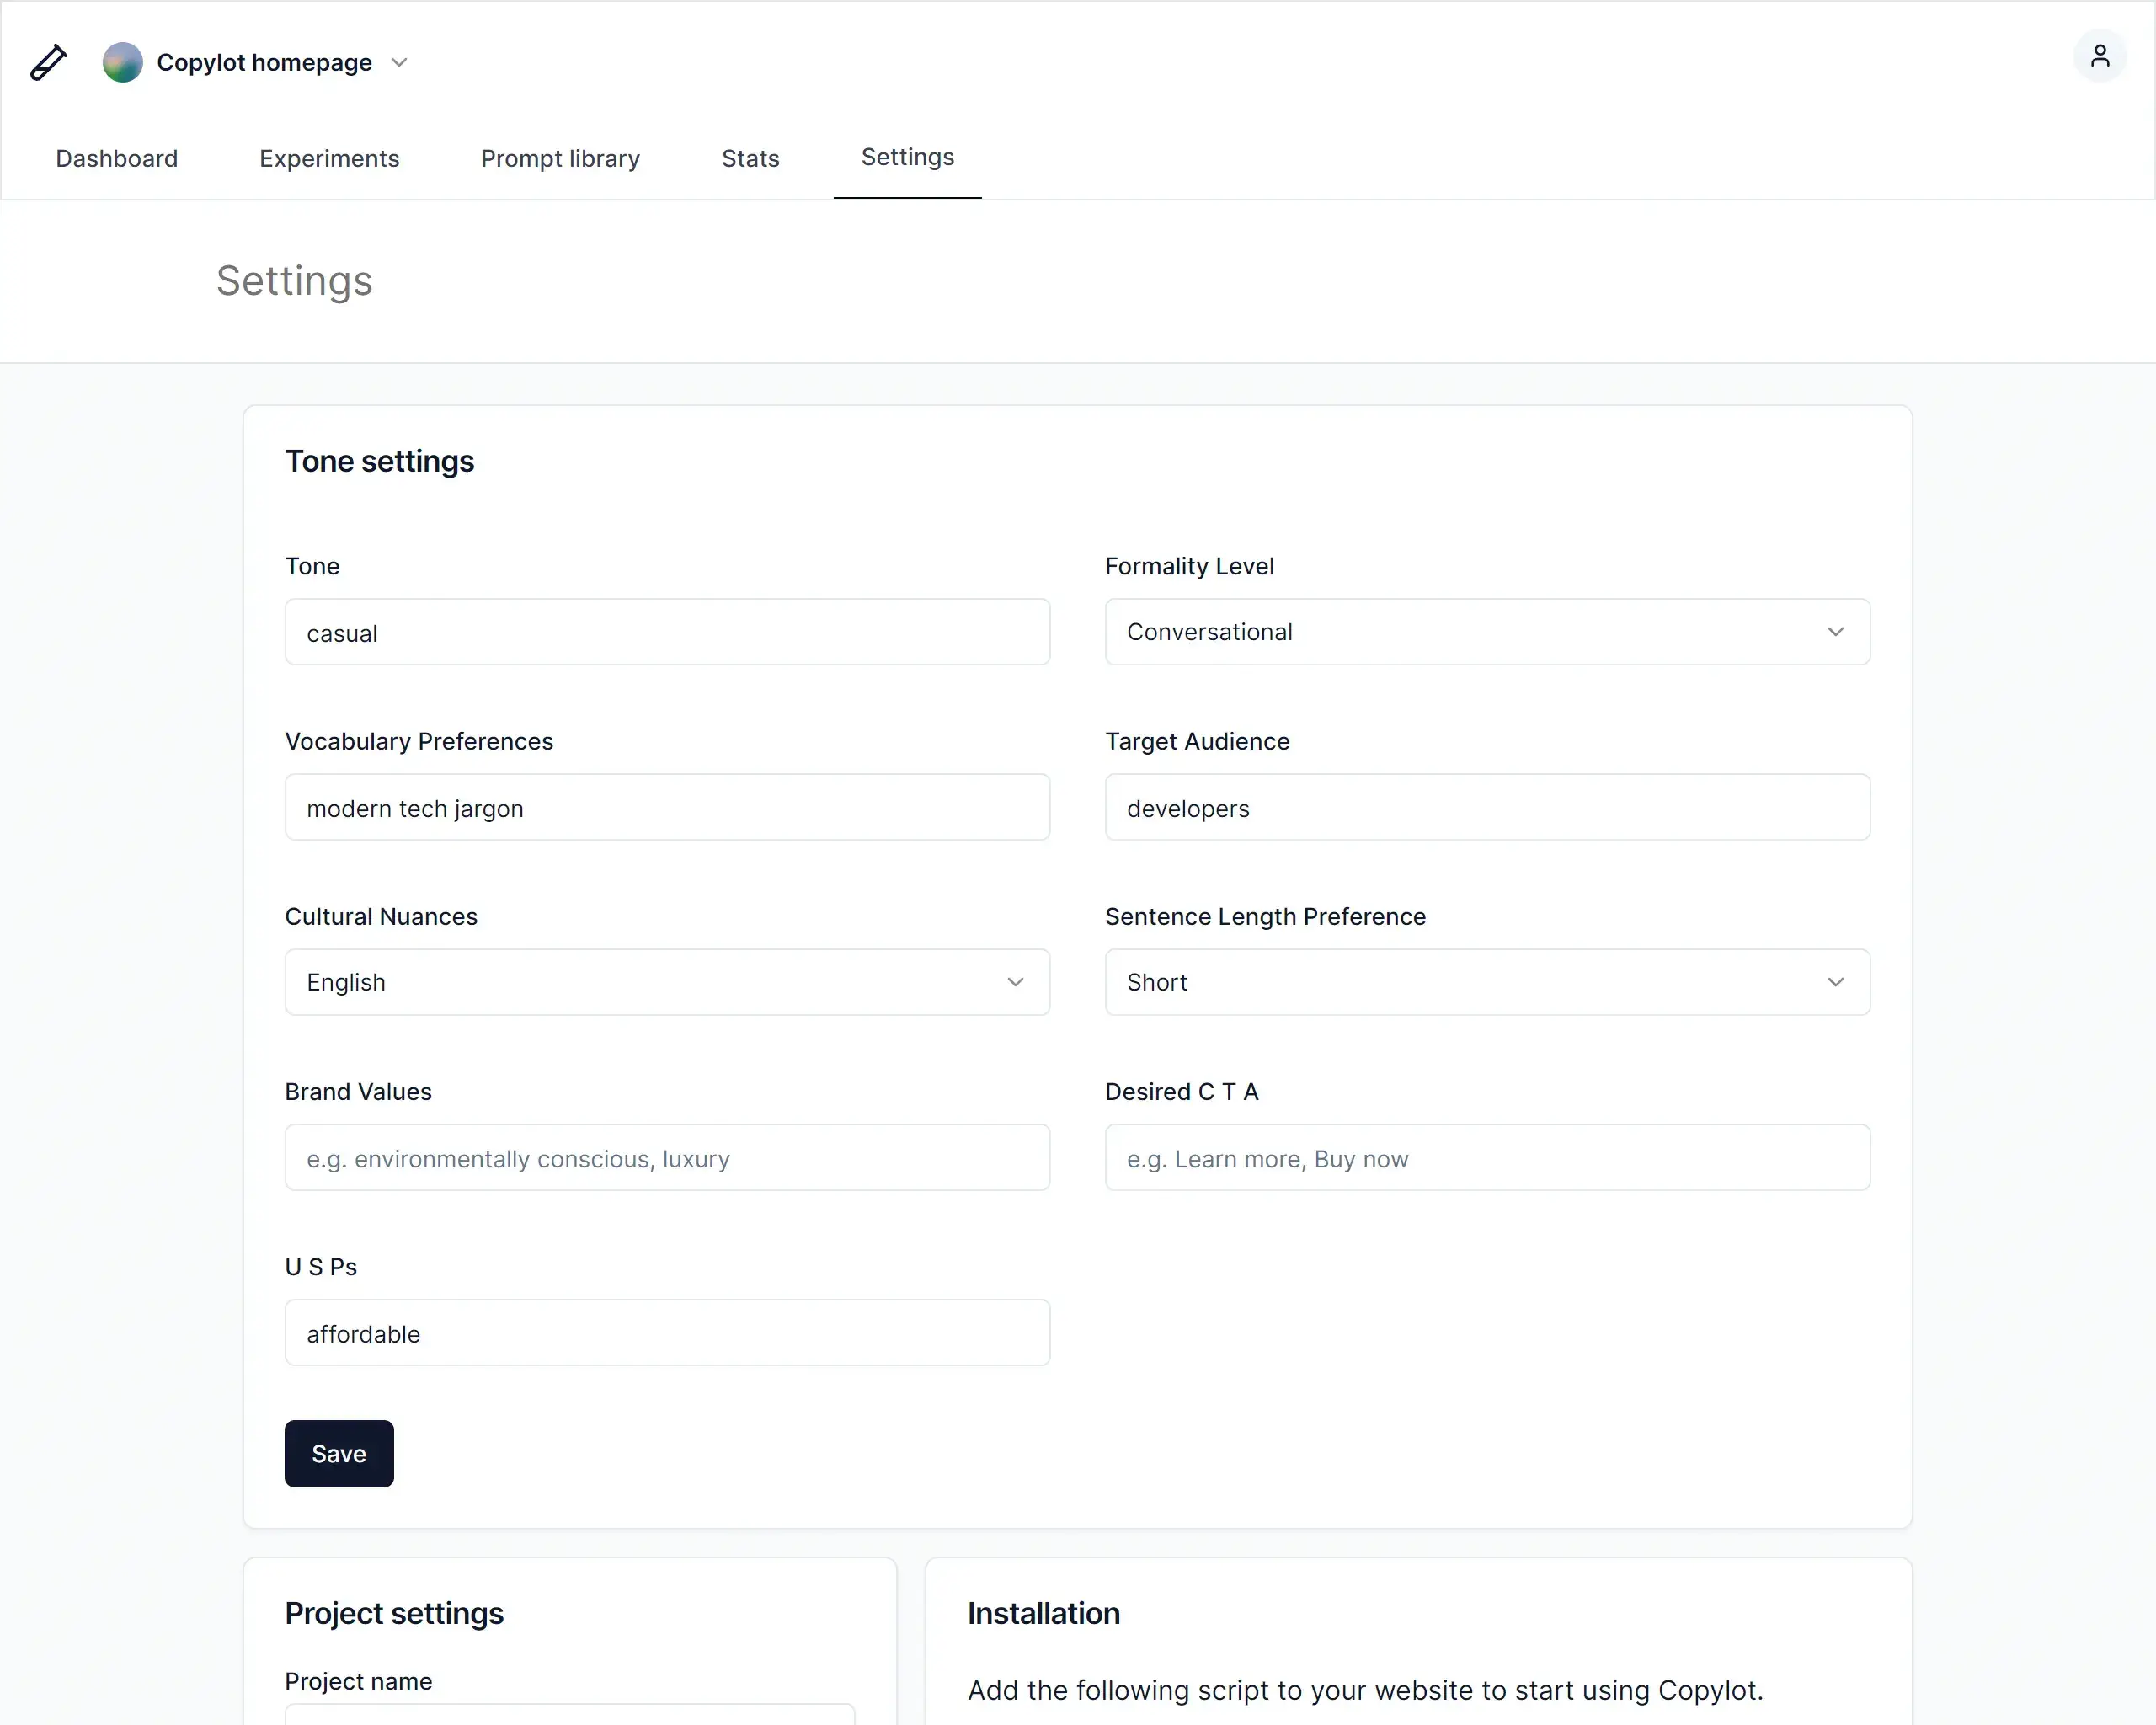 Copylot homepage
Dashboard Experiments Prompt library Stats Settings
Settings
Tone settings
Tone Formality Level
casual Conversational
Vocabulary Preferences Target Audience
modern tech jargon developers
Cultural Nuances Sentence Length Preference
English Short
Brand Values Desired C T A
e.g. environmentally conscious, luxury e.g. Learn more, Buy now
U S Ps
affordable
Save
Project settings
Project name
Installation
Add the following script to your website to start using Copylot.